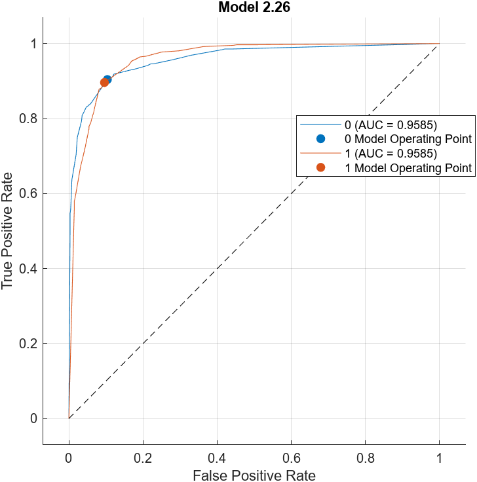 Model 2.26
1
0.8
0.6
0.4
0.2
0
True Positive Rate
0 (AUC = 0.9585)
0 Model Operating Point
1 (AUC = 0.9585)
1 Model Operating Point
0
0.2
0.4
0.6
0.8
1
False Positive Rate